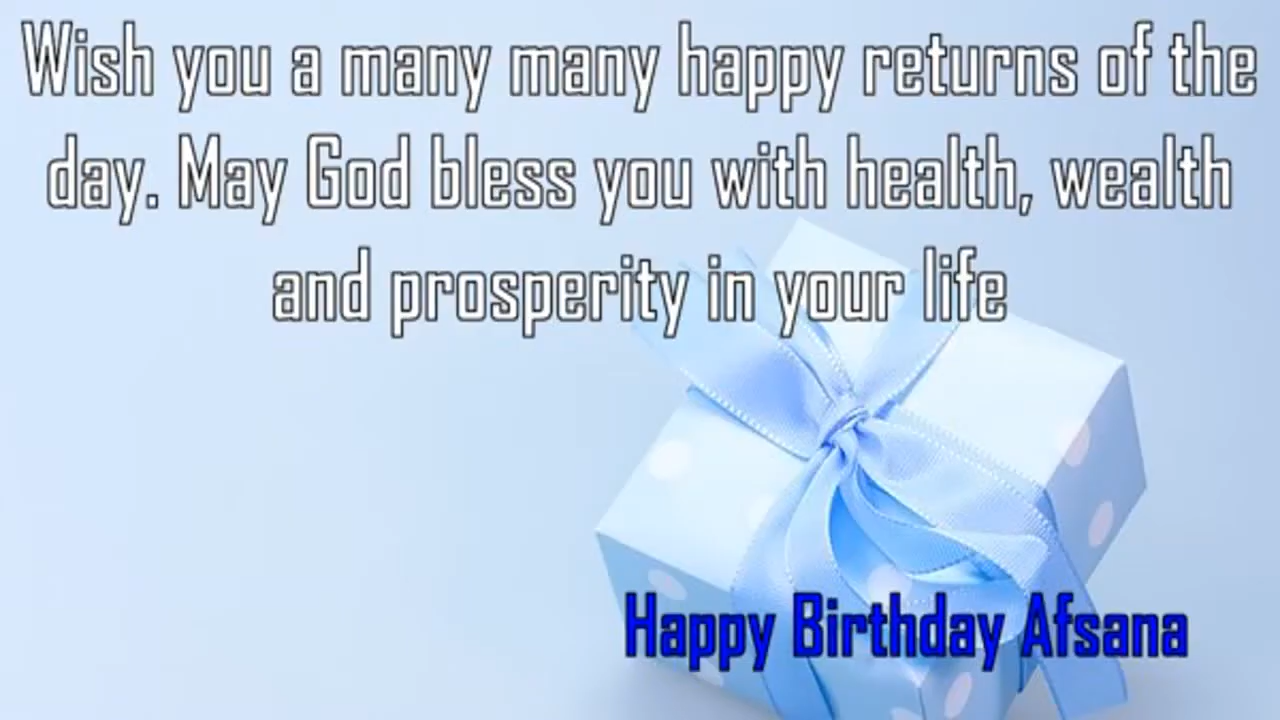 Wish you a many many happy returns of the
day. May God bless you with health, wealth
and prosperity in your life
Happy Birthday Afsana